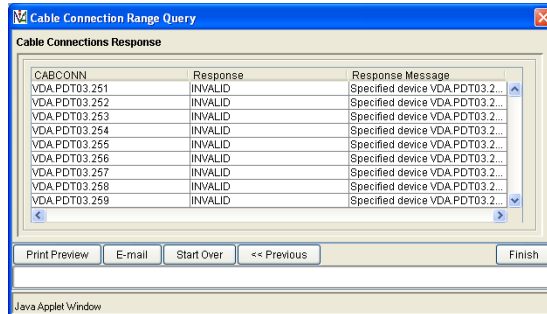 Cable Connection Range Query
Cable Connections Response
CABCONN Response Response Message
VDA.PDT03.251 INVALID Specified device VDA.PDT03.2...
VDA.PDT03.252 INVALID Specified device VDA.PDT03.2...
VDA.PDT03.253 INVALID Specified device VDA.PDT03.2...
VDA.PDT03.254 INVALID Specified device VDA.PDT03.2...
VDA.PDT03.255 INVALID Specified device VDA.PDT03.2...
VDA.PDT03.256 INVALID Specified device VDA.PDT03.2...
VDA.PDT03.257 INVALID Specified device VDA.PDT03.2...
VDA.PDT03.258 INVALID Specified device VDA.PDT03.2...
VDA.PDT03.259 INVALID Specified device VDA.PDT03.2...
Print Preview E-mail Start Over << Previous Finish
Java Applet Window